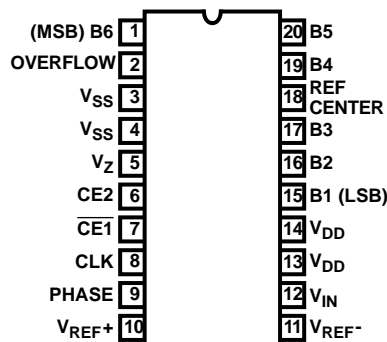 (MSB) B6 1 20 B5
OVERFLOW 2 19 B4
VSS 3 18 REF CENTER
VSS 4 17 B3
VZ 5 16 B2
CE2 6 15 B1 (LSB)
CE1 7 14 VDD
CLK 8 13 VDD
PHASE 9 12 VIN
VREF+ 10 11 VREF-